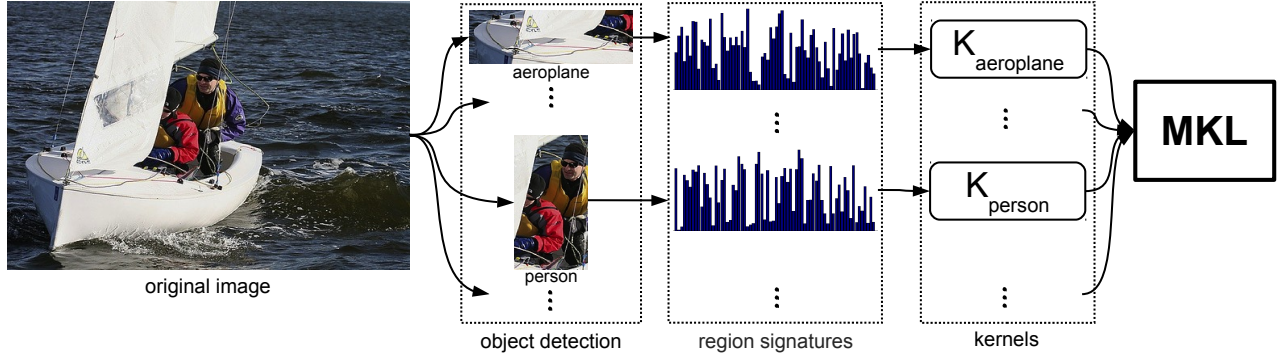 original image
aeroplane
person
object detection
region signatures
K aeroplane
K person
kernels
MKL